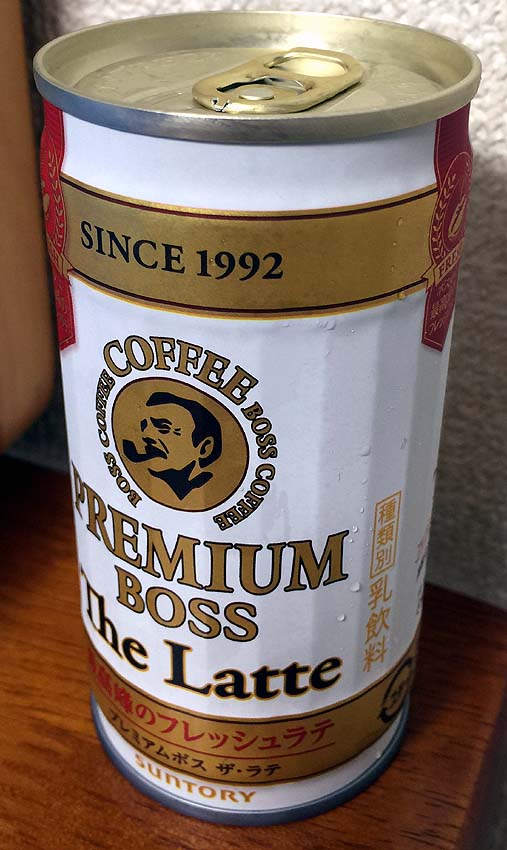 SINCE 1992
COFFEE
BOSS COFFEE
BOSS COFFEE
PREMIUM
BOSS
The Latte
種類別
乳飲料
のフレッシュラテ
プレミアムボス ザ・ラテ
SUNTORY